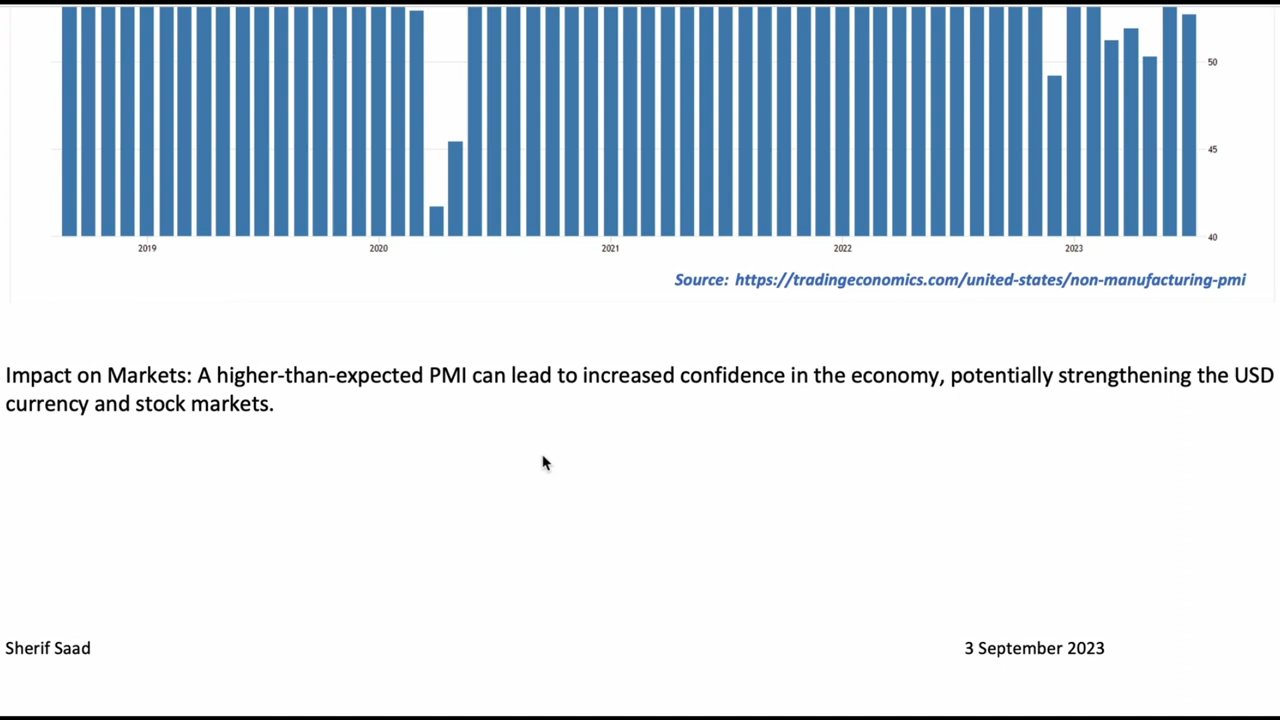 50
45
40
2019 2020 2021 2022 2023
Source: https://tradingeconomics.com/united-states/non-manufacturing-pmi
Impact on Markets: A higher-than-expected PMI can lead to increased confidence in the economy, potentially strengthening the USD
currency and stock markets.
Sherif Saad 3 September 2023